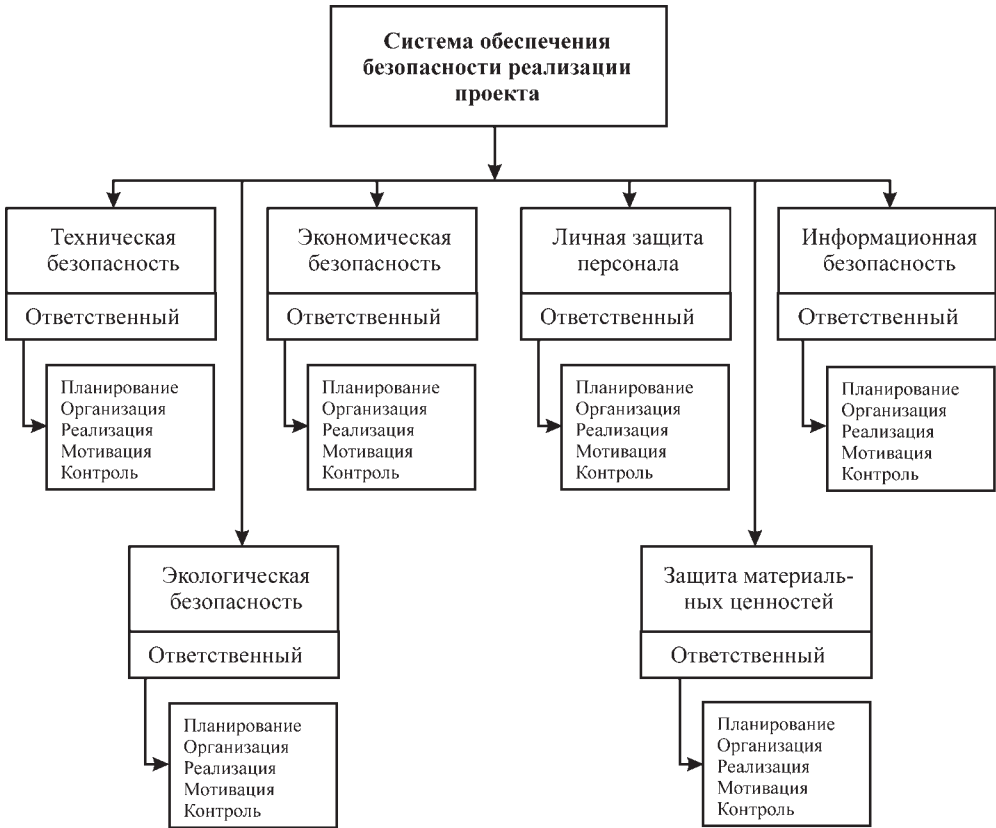 Система обеспечения
безопасности реализации
проекта
Техническая
безопасность
Ответственный
Планирование
Организация
Реализация
Мотивация
Контроль
Экономическая
безопасность
Ответственный
Планирование
Организация
Реализация
Мотивация
Контроль
Личная защита
персонала
Ответственный
Планирование
Организация
Реализация
Мотивация
Контроль
Информационная
безопасность
Ответственный
Планирование
Организация
Реализация
Мотивация
Контроль
Экологическая
безопасность
Ответственный
Планирование
Организация
Реализация
Мотивация
Контроль
Защита материаль-
ных ценностей
Ответственный
Планирование
Организация
Реализация
Мотивация
Контроль